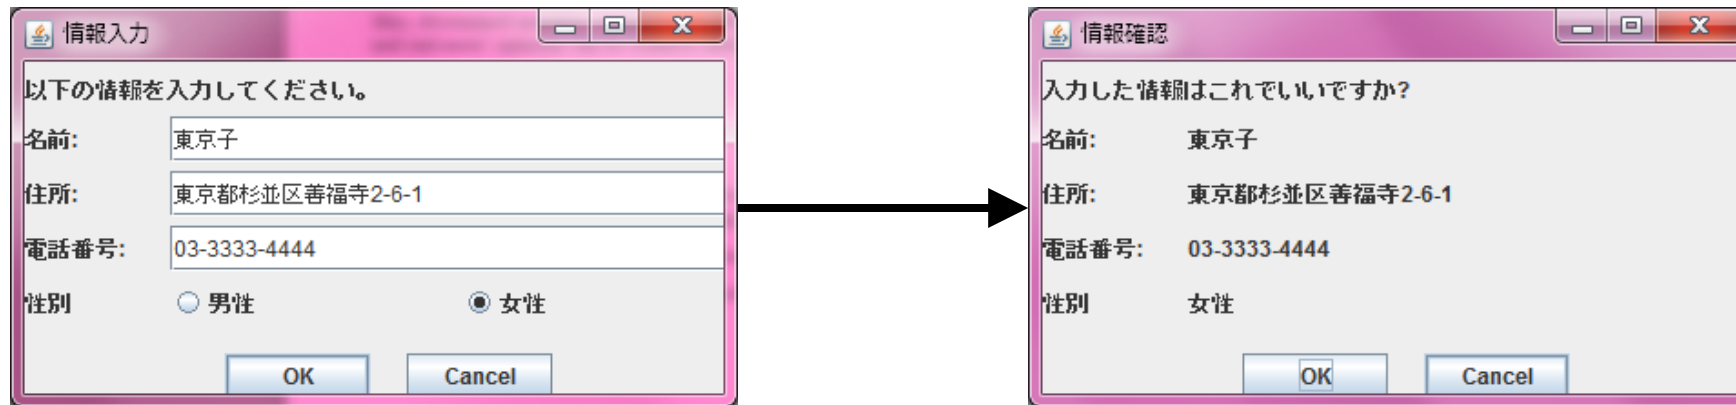 情報入力
以下の情報を入力してください。
名前: 東京子
住所: 東京都杉並区善福寺2-6-1
電話番号: 03-3333-4444
性別 男性 女性
OK Cancel
情報確認
入力した情報はこれでいいですか?
名前: 東京子
住所: 東京都杉並区善福寺2-6-1
電話番号: 03-3333-4444
性別 女性
OK Cancel